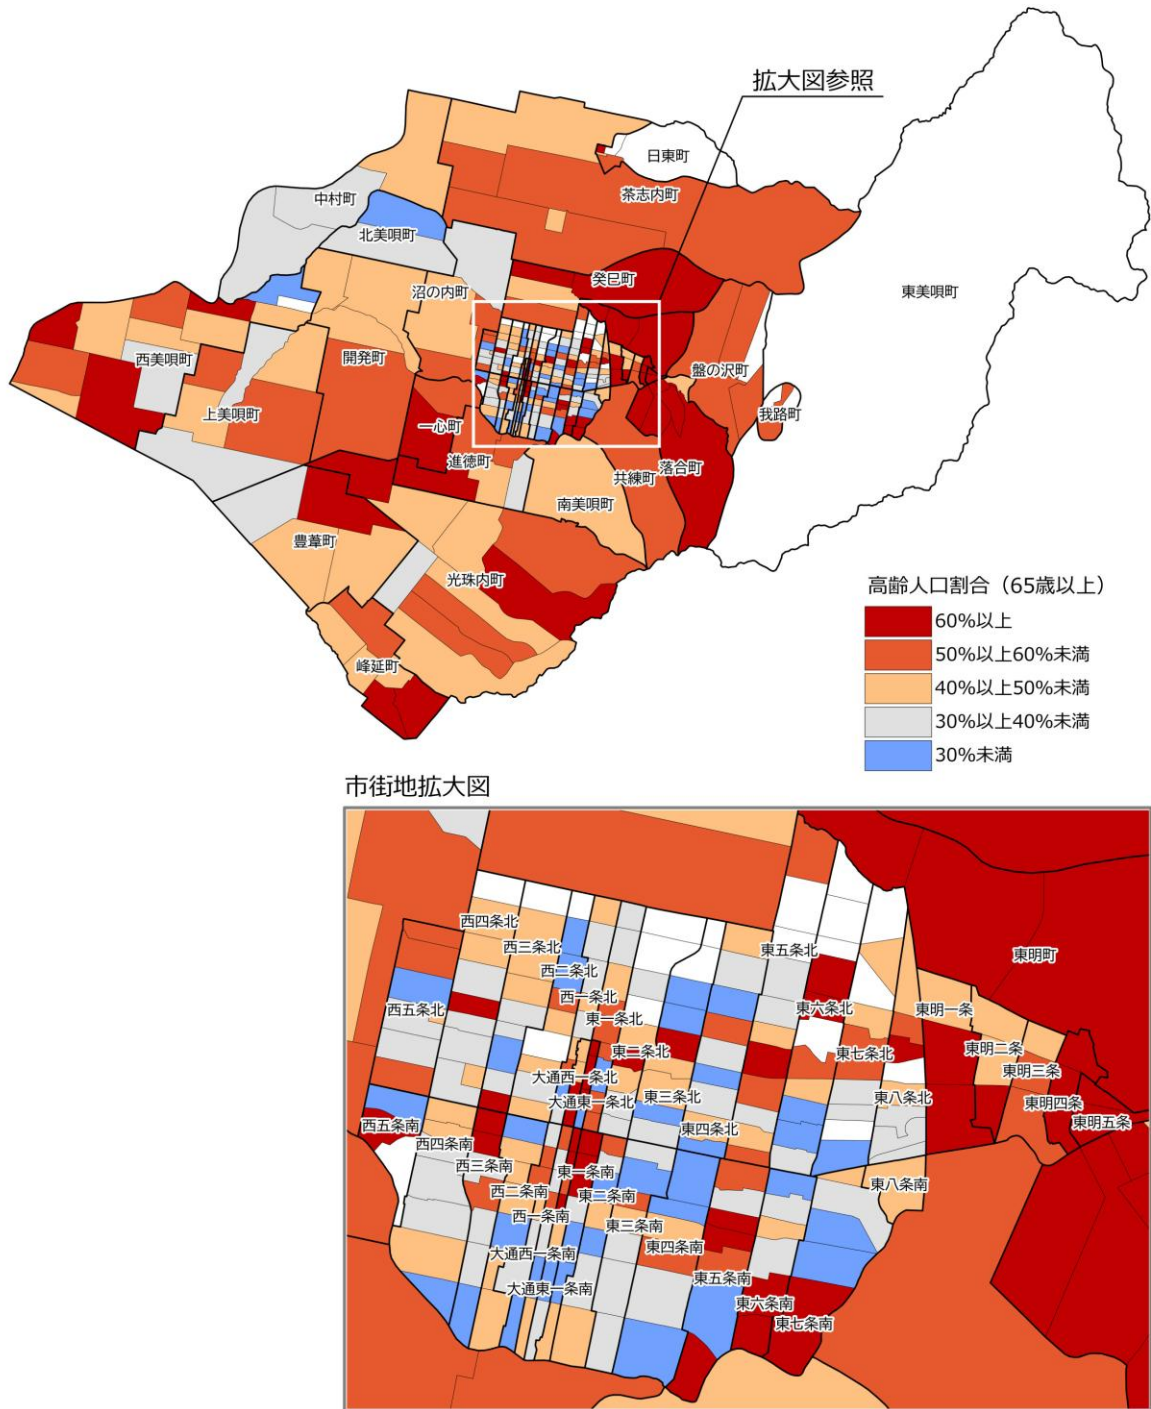 拡大図参照
日東町
茶志内町
中村町
北美唄町
癸巳町
沼の内町
東美唄町
西美唄町
開発町
盤の沢町
上美唄町
我路町
一心町
進徳町
共練町
落合町
南美唄町
豊葦町
光珠内町
峰延町
高齢人口割合（65歳以上）
60%以上
50%以上60%未満
40%以上50%未満
30%以上40%未満
30%未満
市街地拡大図
西四条北
西三条北
東五条北
東明町
西二条北
西一条北
西五条北
東六条北
東明一条
東一条北
東二条北
東七条北
東明二条
東明三条
大通西一条北
東三条北
東八条北
大通東一条北
東明四条
東明五条
西五条南
東四条北
西四条南
西三条南
東一条南
東八条南
西二条南
東二条南
西一条南
東三条南
東四条南
大通西一条南
東五条南
大通東一条南
東六条南
東七条南